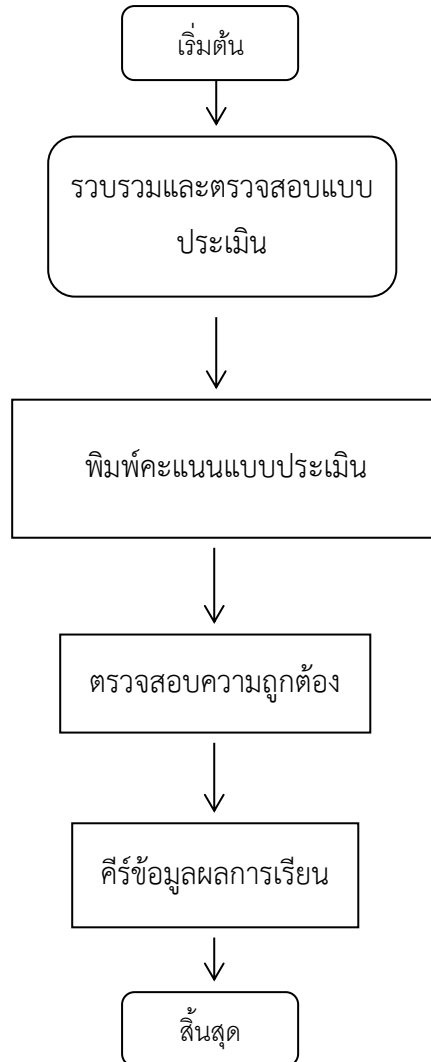 เริ่มต้น
รวบรวมและตรวจสอบแบบ
ประเมิน
พิมพ์คะแนนแบบประเมิน
ตรวจสอบความถูกต้อง
คีร์ข้อมูลผลการเรียน
สิ้นสุด